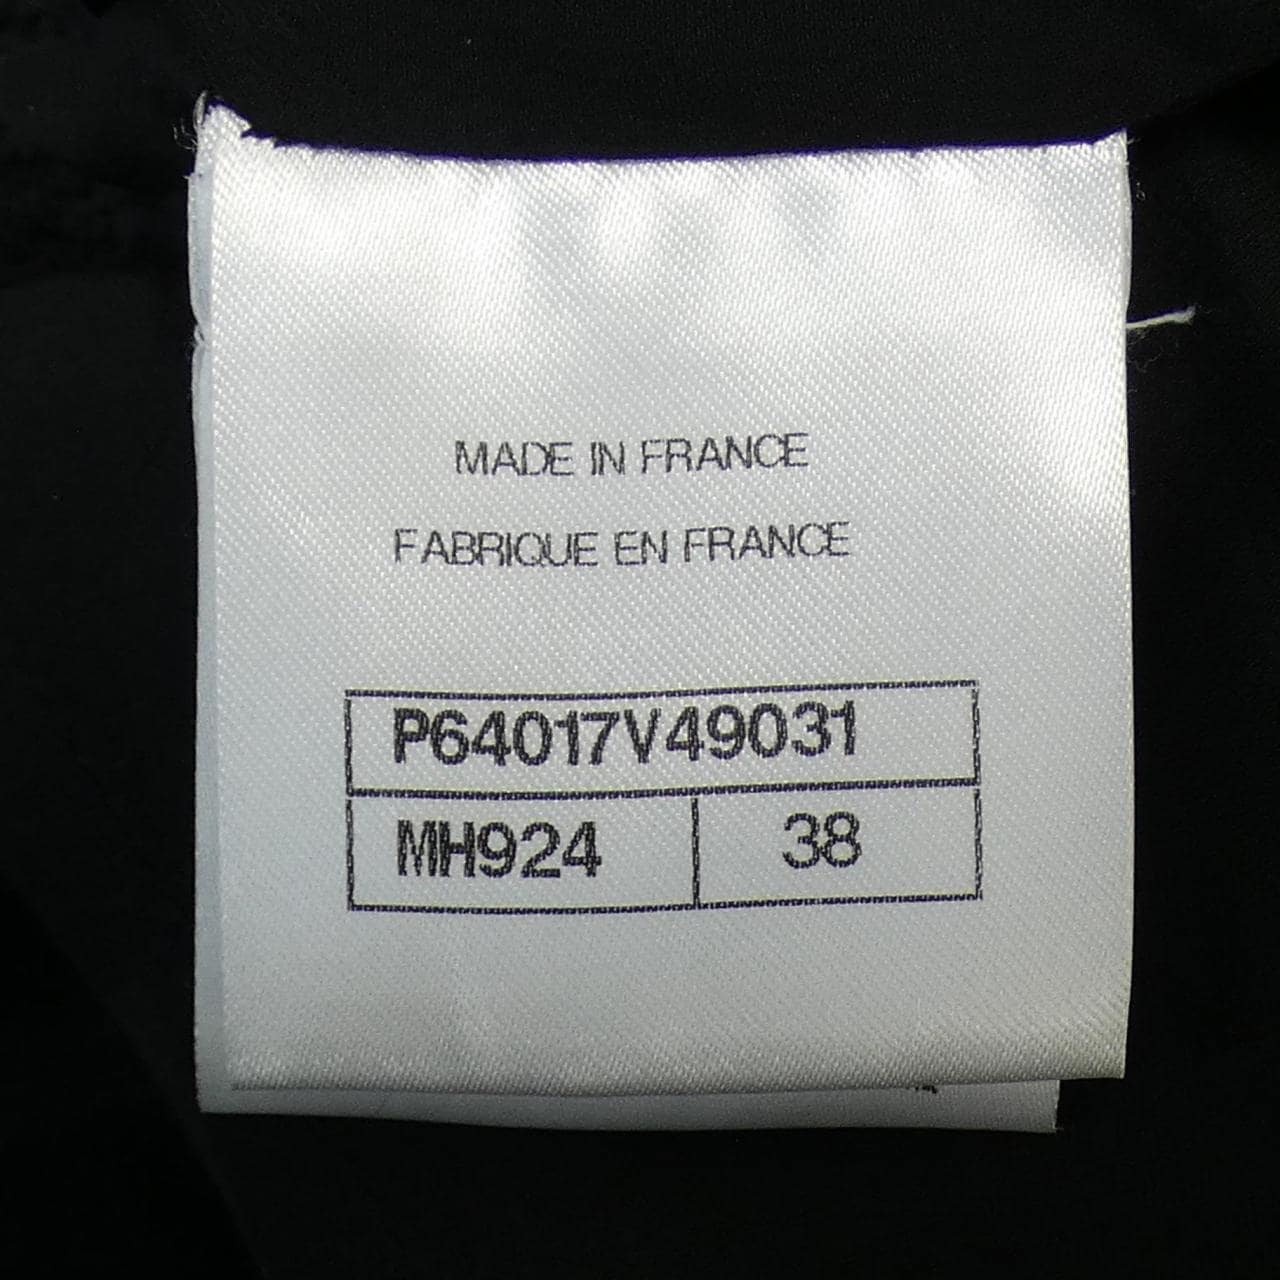 MADE IN FRANCE
FABRIQUE EN FRANCE
P64017V49031
MH924 38